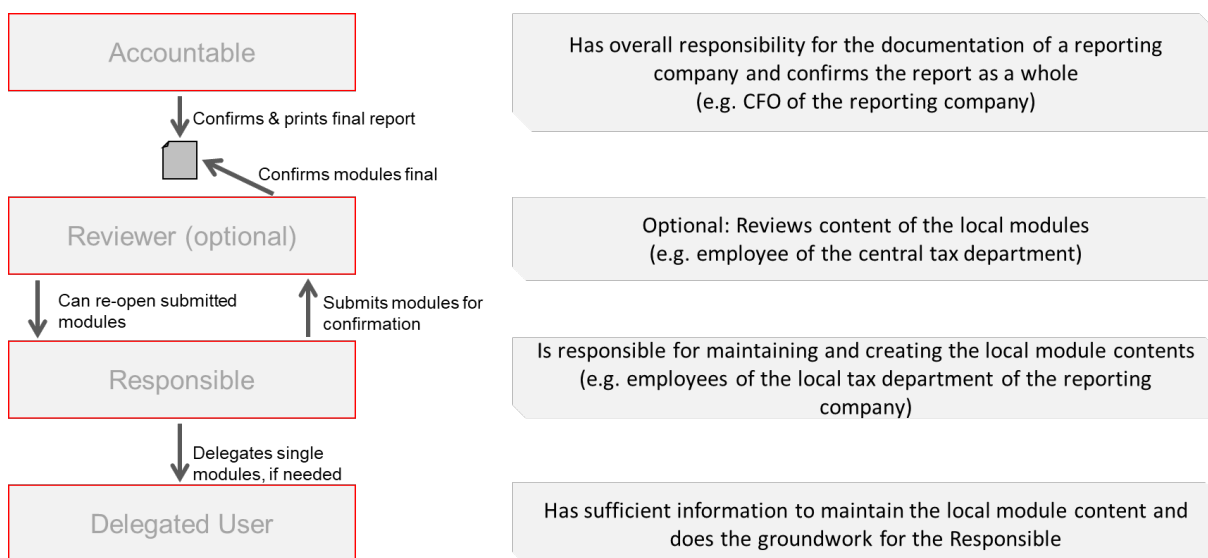 Accountable
Has overall responsibility for the documentation of a reporting
company and confirms the report as a whole
(e.g. CFO of the reporting company)
Confirms & prints final report
Confirms modules final
Reviewer (optional)
Optional: Reviews content of the local modules
(e.g. employee of the central tax department)
Can re-open submitted
modules
Submits modules for
confirmation
Responsible
Is responsible for maintaining and creating the local module contents
(e.g. employees of the local tax department of the reporting
company)
Delegates single
modules, if needed
Delegated User
Has sufficient information to maintain the local module content and
does the groundwork for the Responsible